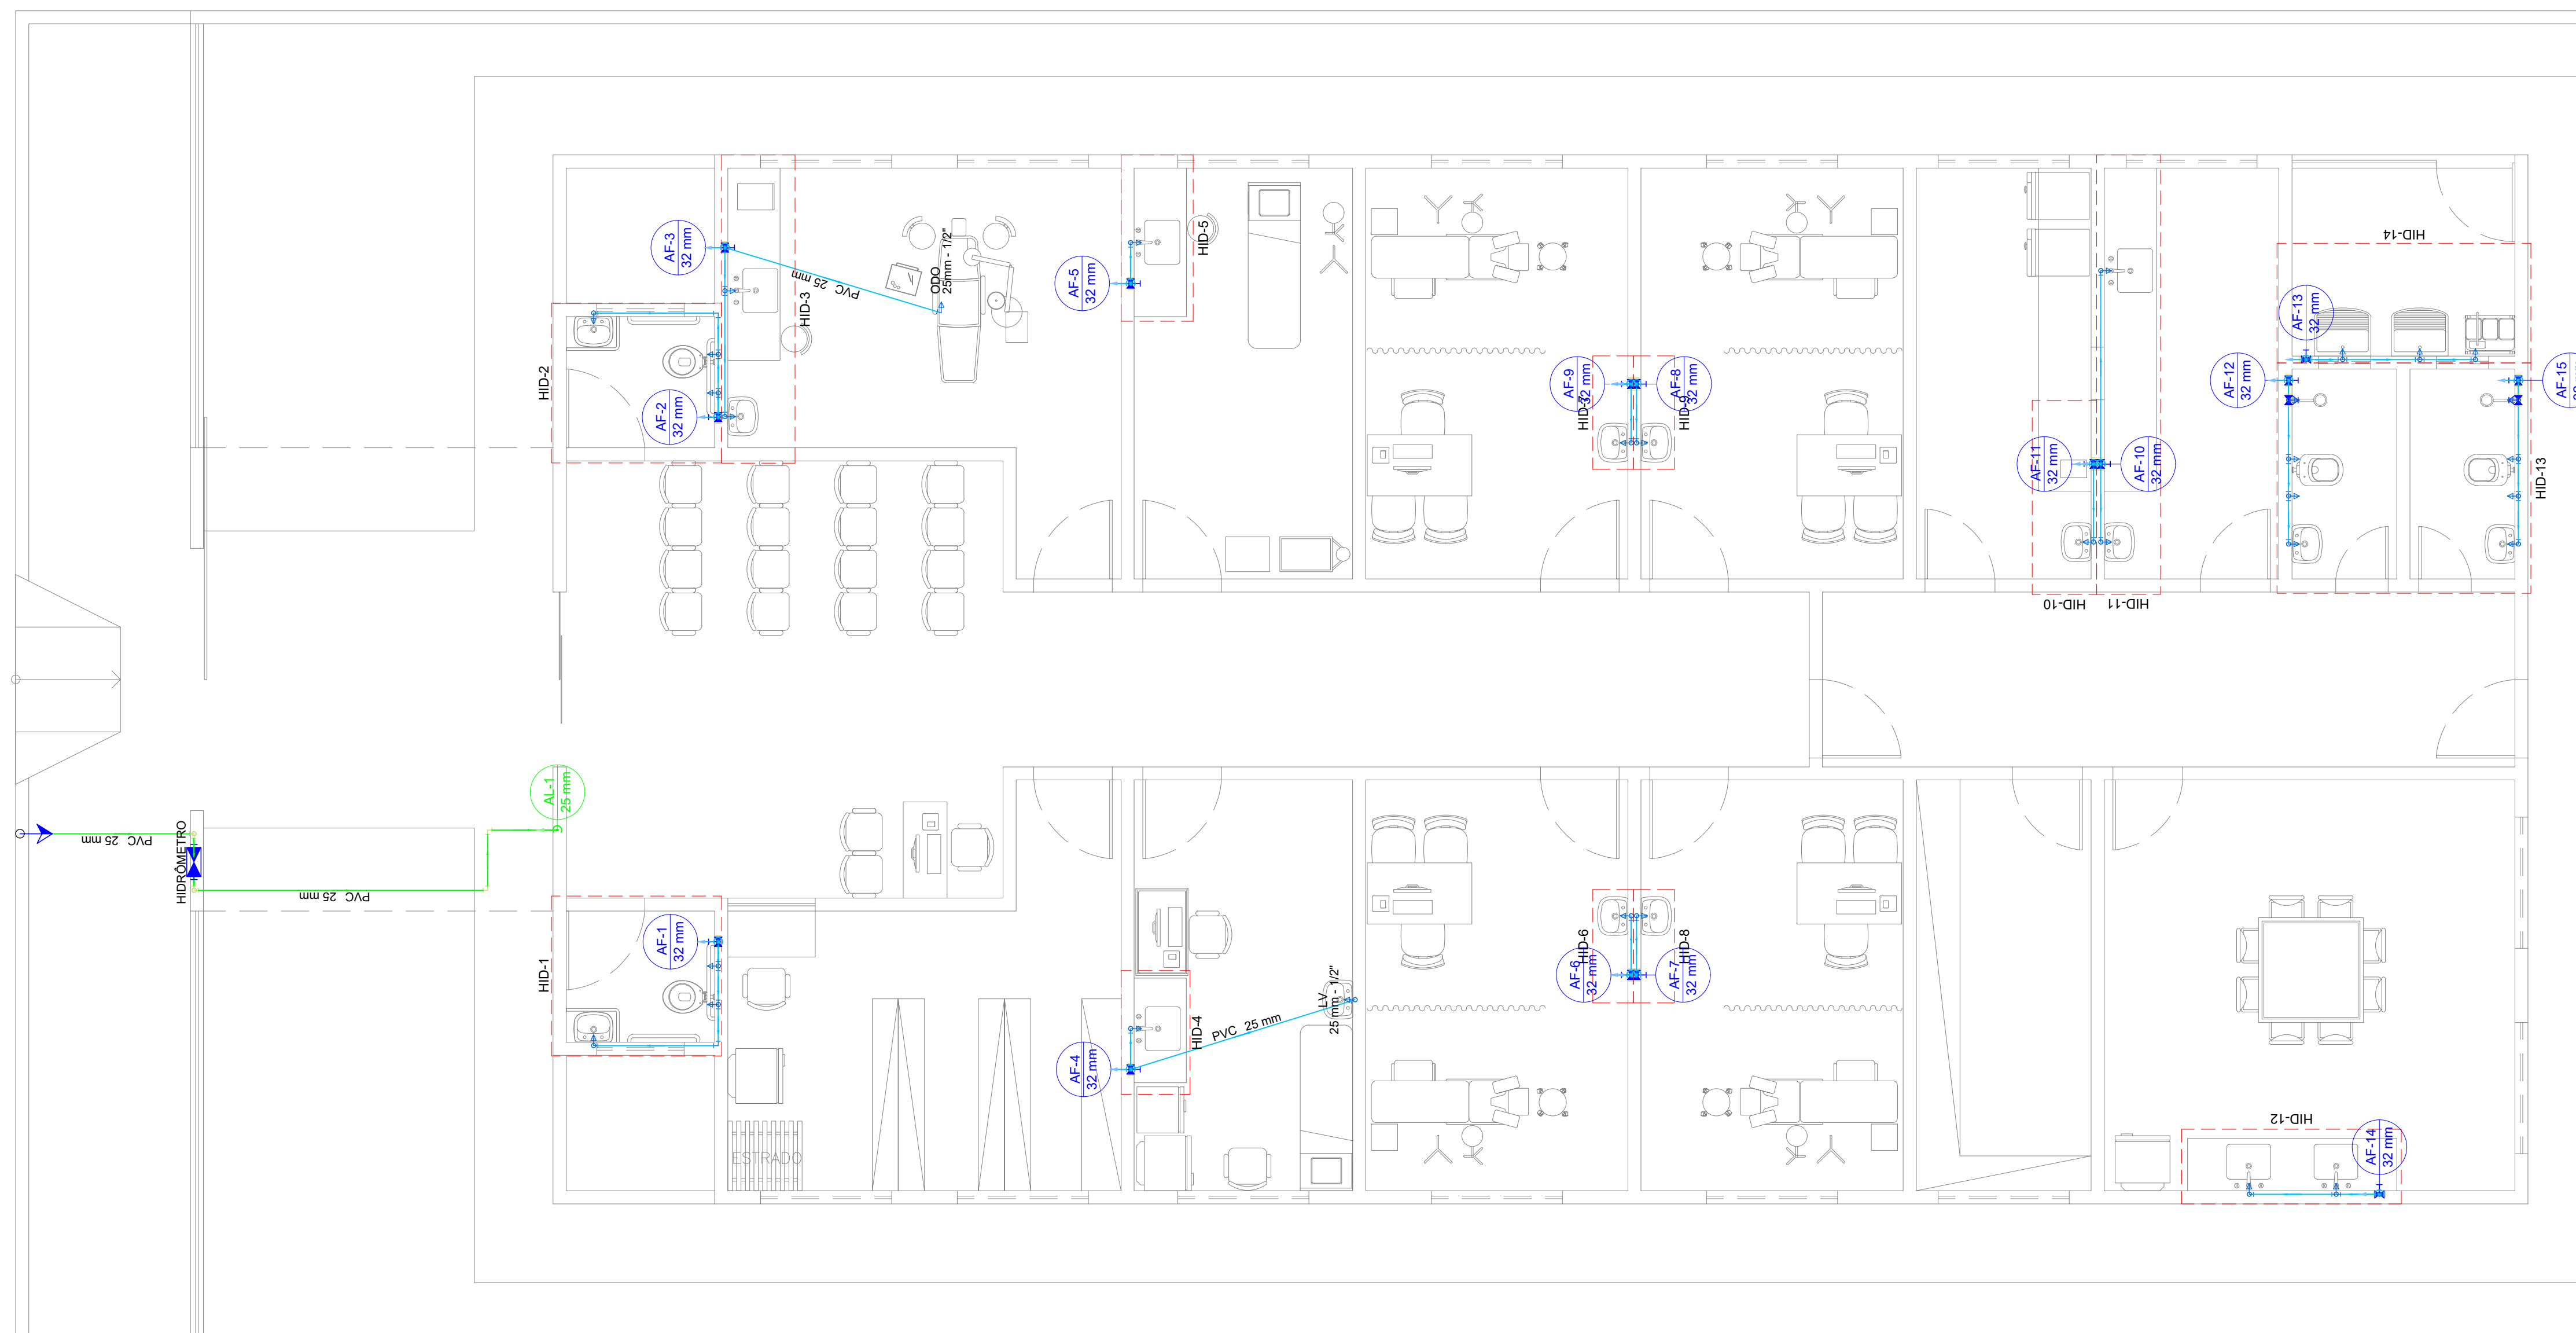 AF-3
32 mm
PVC 25 mm
ODO
25mm - 1/2"
HID-3
HID-2
AF-2
32 mm
AF-5
32 mm
HID-5
AF-9
32 mm
HID-7
AF-8
32 mm
HID-9
AF-11
32 mm
AF-10
32 mm
HID-10
HID-11
HID-14
AF-13
32 mm
AF-12
32 mm
AF-15
HID-13
AL-1
25 mm
PVC 25 mm
HIDRÔMETRO
PVC 25 mm
HID-1
AF-1
32 mm
ESTRADO
AF-4
32 mm
HID-4
PVC 25 mm
LV
25 mm - 1/2"
HID-6
AF-6
32 mm
HID-8
AF-7
32 mm
HID-12
AF-14
32 mm